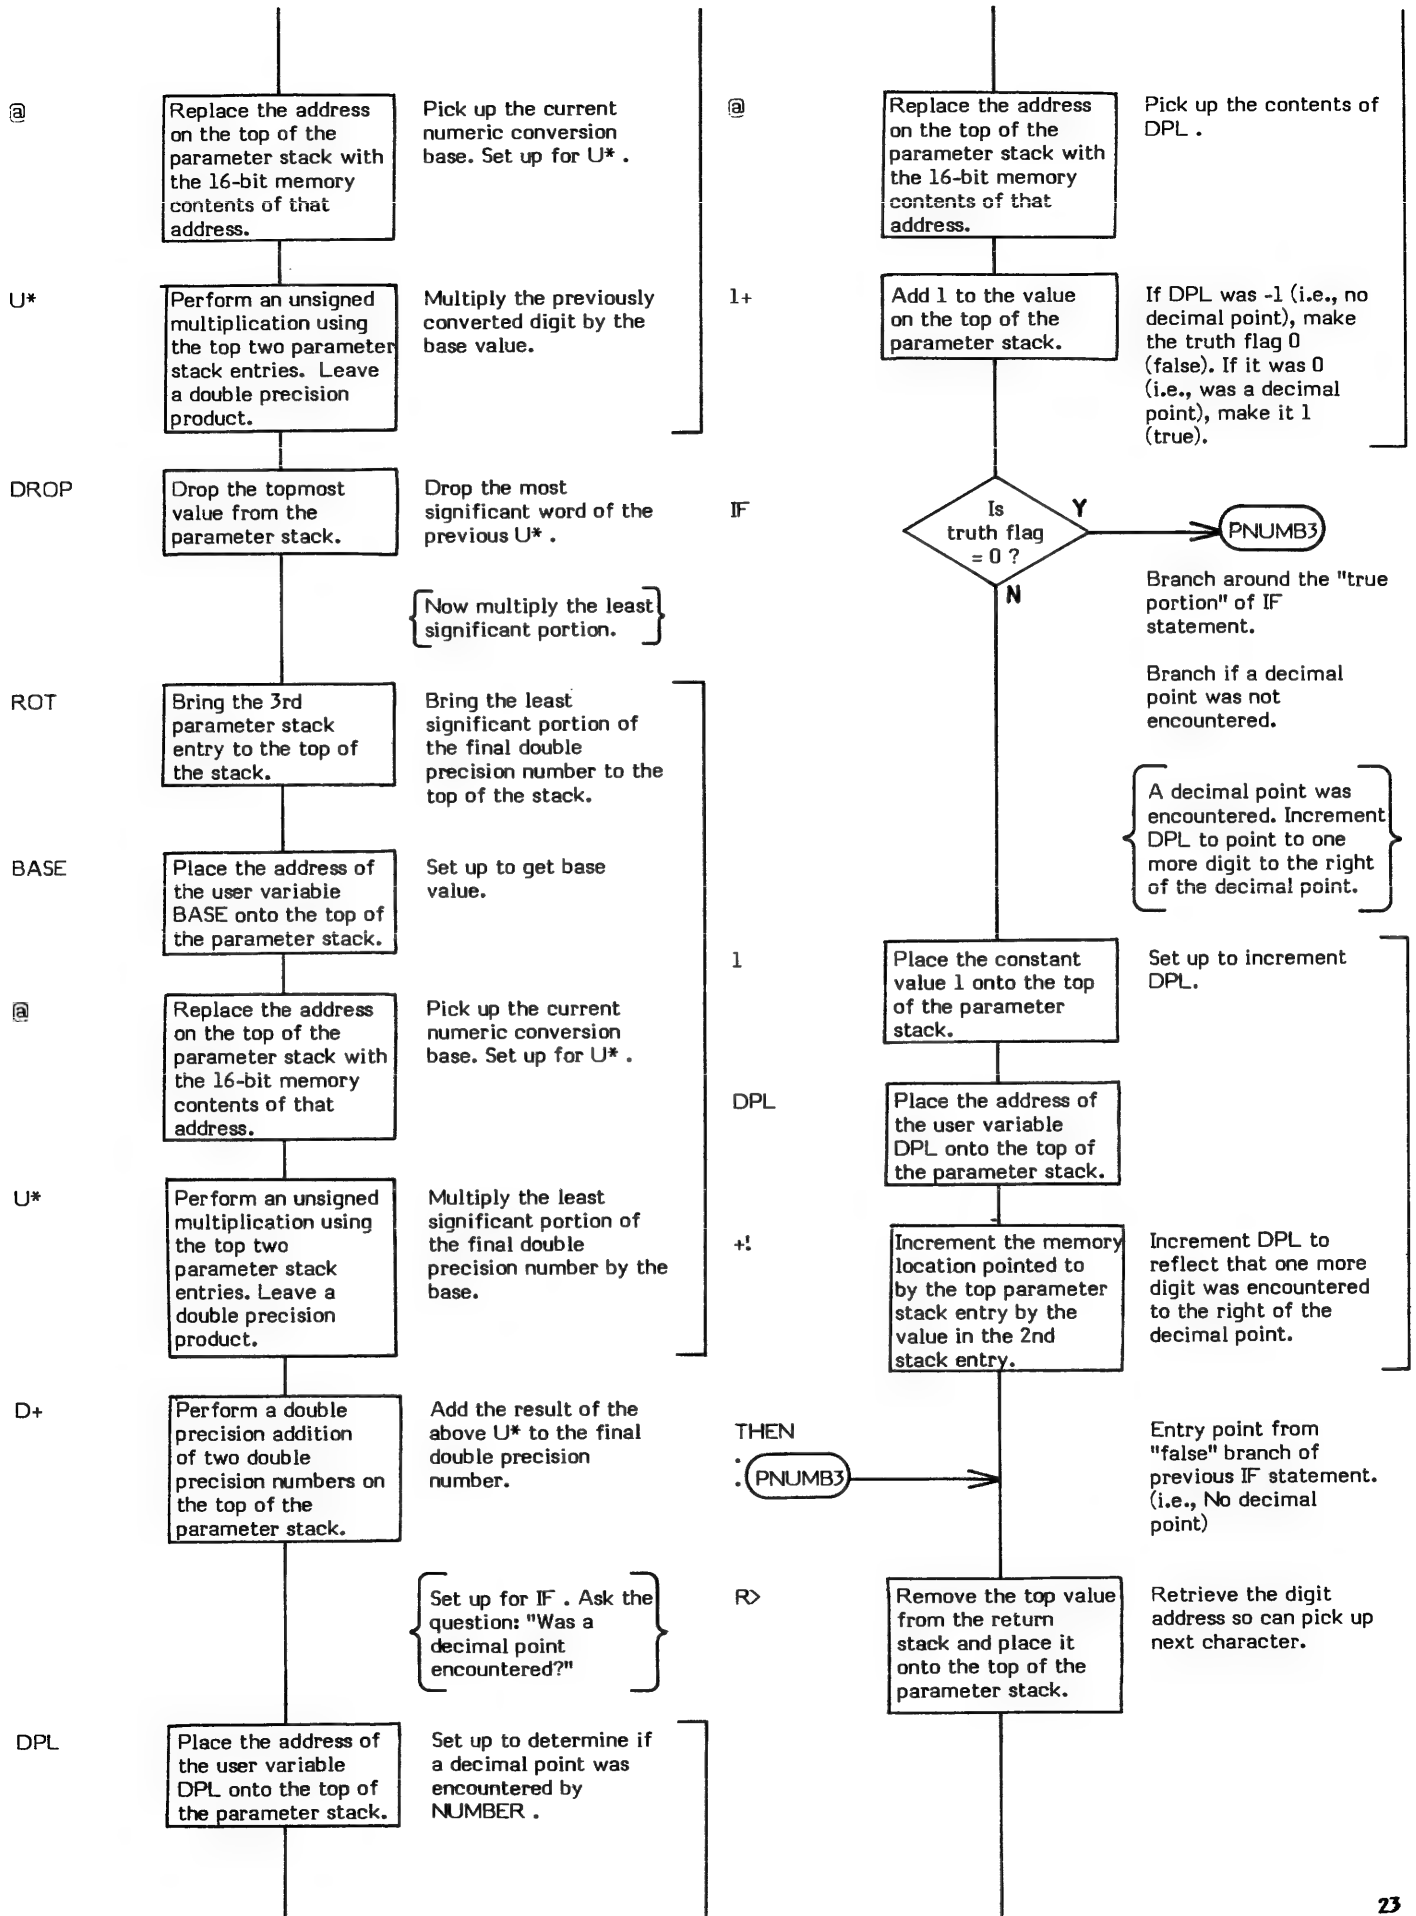 @
Replace the address
on the top of the
parameter stack with
the 16-bit memory
contents of that
address.
Pick up the current
numeric conversion
base. Set up for U* .
U*
Perform an unsigned
multiplication using
the top two parameter
stack entries. Leave
a double precision
product.
Multiply the previously
converted digit by the
base value.
DROP
Drop the topmost
value from the
parameter stack.
Drop the most
significant word of the
previous U* .
Now multiply the least
significant portion.
ROT
Bring the 3rd
parameter stack
entry to the top of
the stack.
Bring the least
significant portion of
the final double
precision number to the
top of the stack.
BASE
Place the address of
the user variable
BASE onto the top of
the parameter stack.
Set up to get base
value.
@
Replace the address
on the top of the
parameter stack with
the 16-bit memory
contents of that
address.
Pick up the current
numeric conversion
base. Set up for U* .
U*
Perform an unsigned
multiplication using
the top two
parameter stack
entries. Leave a
double precision
product.
Multiply the least
significant portion of
the final double
precision number by the
base.
D+
Perform a double
precision addition
of two double
precision numbers on
the top of the
parameter stack.
Add the result of the
above U* to the final
double precision
number.
Set up for IF . Ask the
question: "Was a
decimal point
encountered?"
DPL
Place the address of
the user variable
DPL onto the top of
the parameter stack.
Set up to determine if
a decimal point was
encountered by
NUMBER .
@
Replace the address
on the top of the
parameter stack with
the 16-bit memory
contents of that
address.
Pick up the contents of
DPL .
1+
Add 1 to the value
on the top of the
parameter stack.
If DPL was -1 (i.e., no
decimal point), make
the truth flag 0
(false). If it was 0
(i.e., was a decimal
point), make it 1
(true).
IF
Is
truth flag
= 0 ?
Y
N
PNUMB3
Branch around the "true
portion" of IF
statement.
Branch if a decimal
point was not
encountered.
A decimal point was
encountered. Increment
DPL to point to one
more digit to the right
of the decimal point.
1
Place the constant
value 1 onto the top
of the parameter
stack.
Set up to increment
DPL.
DPL
Place the address of
the user variable
DPL onto the top of
the parameter stack.
+!
Increment the memory
location pointed to
by the top parameter
stack entry by the
value in the 2nd
stack entry.
Increment DPL to
reflect that one more
digit was encountered
to the right of the
decimal point.
THEN
: PNUMB3
Entry point from
"false" branch of
previous IF statement.
(i.e., No decimal
point)
R>
Remove the top value
from the return
stack and place it
onto the top of the
parameter stack.
Retrieve the digit
address so can pick up
next character.
23